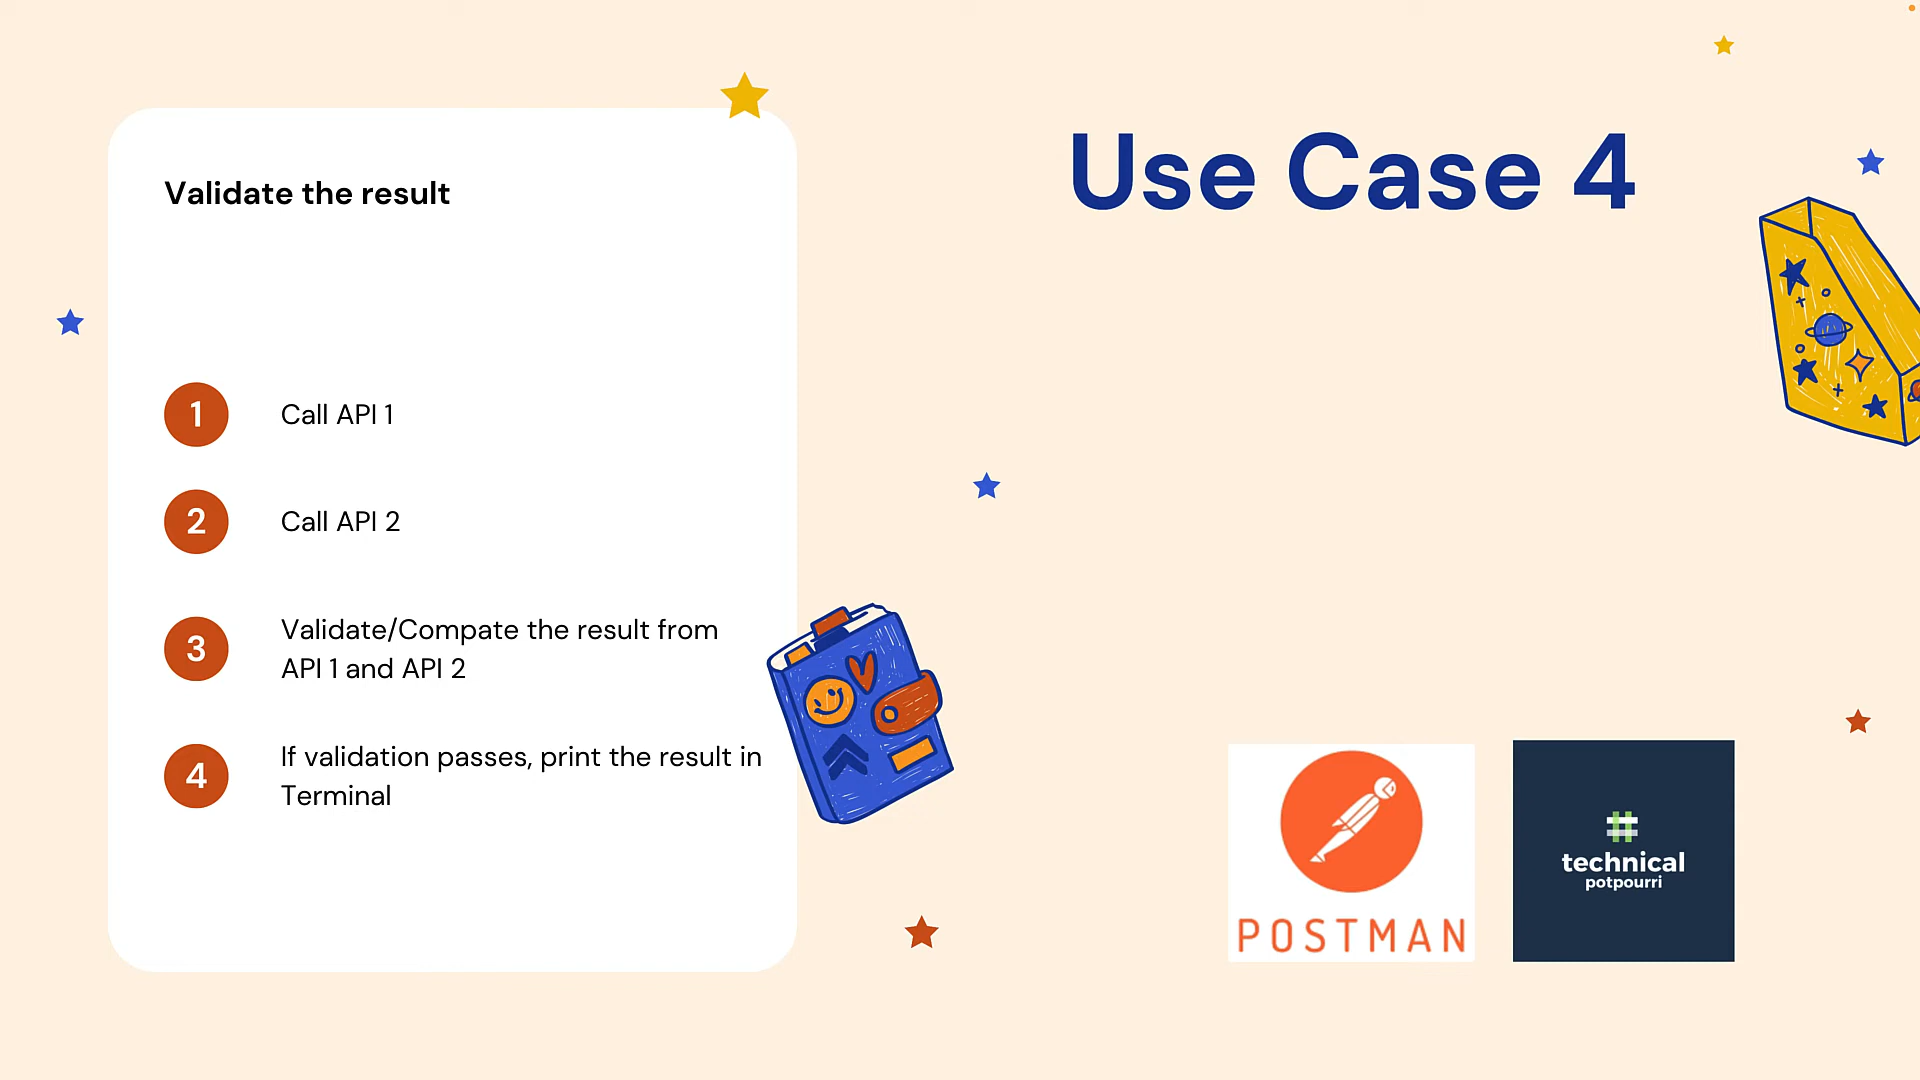 Use Case 4
Validate the result
1 Call API 1
2 Call API 2
3 Validate/Compate the result from
API 1 and API 2
4 If validation passes, print the result in
Terminal
POSTMAN
technical
potpourri